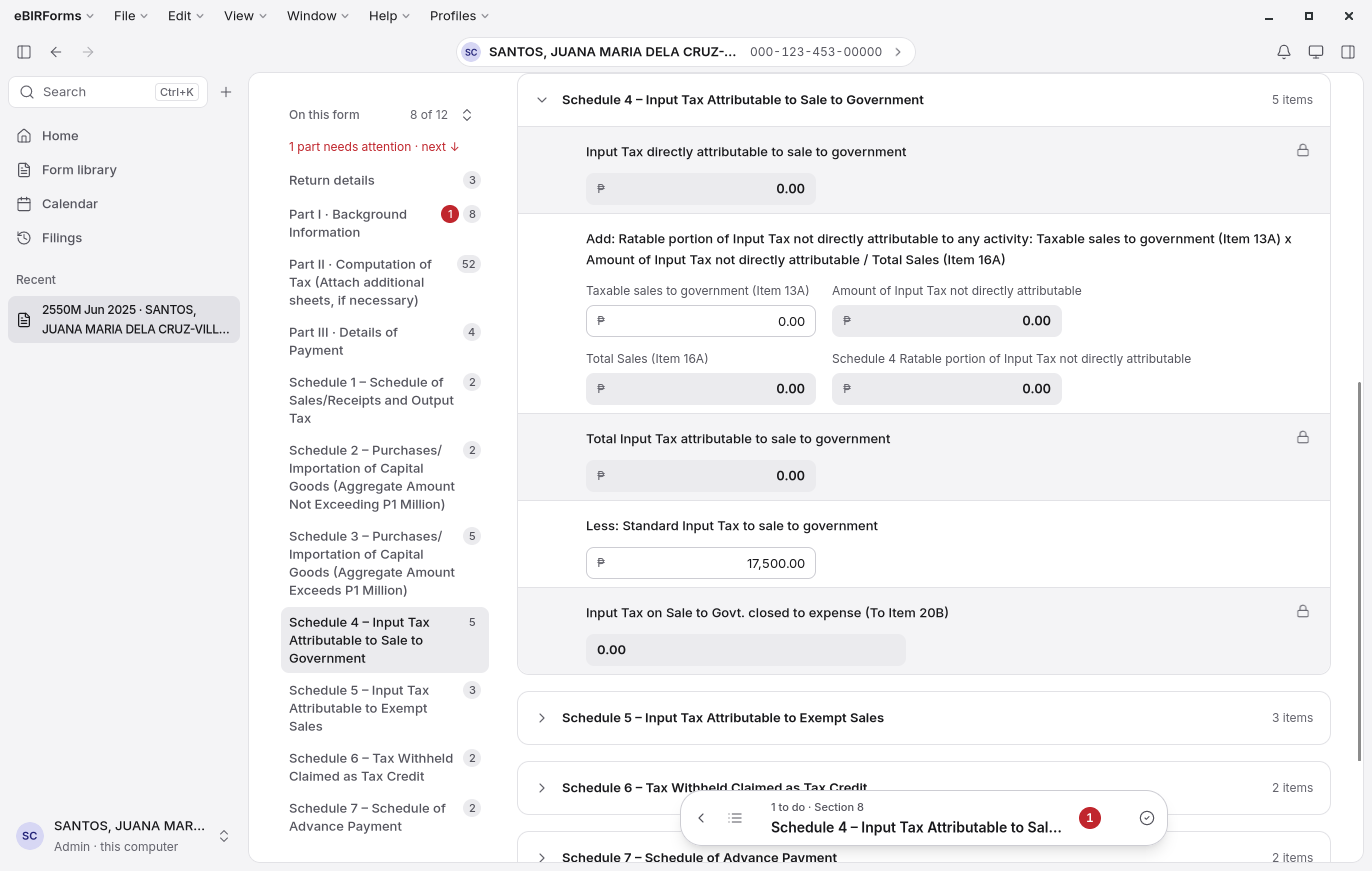 eBIRForms File Edit View Window Help Profiles
SC SANTOS, JUANA MARIA DELA CRUZ-... 000-123-453-00000
Search Ctrl+K
Home
Form library
Calendar
Filings
Recent
2550M Jun 2025 · SANTOS,
JUANA MARIA DELA CRUZ-VILL...
SC SANTOS, JUANA MAR...
Admin · this computer
On this form 8 of 12
1 part needs attention · next ↓
Return details 3
Part I · Background 1 8
Information
Part II · Computation of 52
Tax (Attach additional
sheets, if necessary)
Part III · Details of 4
Payment
Schedule 1 – Schedule of 2
Sales/Receipts and Output
Tax
Schedule 2 – Purchases/ 2
Importation of Capital
Goods (Aggregate Amount
Not Exceeding P1 Million)
Schedule 3 – Purchases/ 5
Importation of Capital
Goods (Aggregate Amount
Exceeds P1 Million)
Schedule 4 – Input Tax 5
Attributable to Sale to
Government
Schedule 5 – Input Tax 3
Attributable to Exempt
Sales
Schedule 6 – Tax Withheld 2
Claimed as Tax Credit
Schedule 7 – Schedule of 2
Advance Payment
Schedule 4 – Input Tax Attributable to Sale to Government 5 items
Input Tax directly attributable to sale to government
₱ 0.00
Add: Ratable portion of Input Tax not directly attributable to any activity: Taxable sales to government (Item 13A) x
Amount of Input Tax not directly attributable / Total Sales (Item 16A)
Taxable sales to government (Item 13A) Amount of Input Tax not directly attributable
₱ 0.00 ₱ 0.00
Total Sales (Item 16A) Schedule 4 Ratable portion of Input Tax not directly attributable
₱ 0.00 ₱ 0.00
Total Input Tax attributable to sale to government
₱ 0.00
Less: Standard Input Tax to sale to government
₱ 17,500.00
Input Tax on Sale to Govt. closed to expense (To Item 20B)
0.00
Schedule 5 – Input Tax Attributable to Exempt Sales 3 items
Schedule 6 – Tax Withheld Claimed as Tax Credit 2 items
1 to do · Section 8
Schedule 4 – Input Tax Attributable to Sal... 1
Schedule 7 – Schedule of Advance Payment 2 items